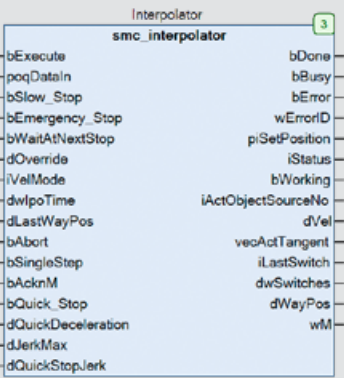 Interpolator
3
smc_interpolator
bExecute bDone
poqDataIn bBusy
bSlow_Stop bError
bEmergency_Stop wErrorID
bWaitAtNextStop piSetPosition
dOverride iStatus
iVelMode bWorking
dwIpoTime iActObjectSourceNo
dLastWayPos dVel
bAbort vecActTangent
bSingleStep iLastSwitch
bAcknM dwSwitches
bQuick_Stop dWayPos
dQuickDeceleration wM
dJerkMax
dQuickStopJerk